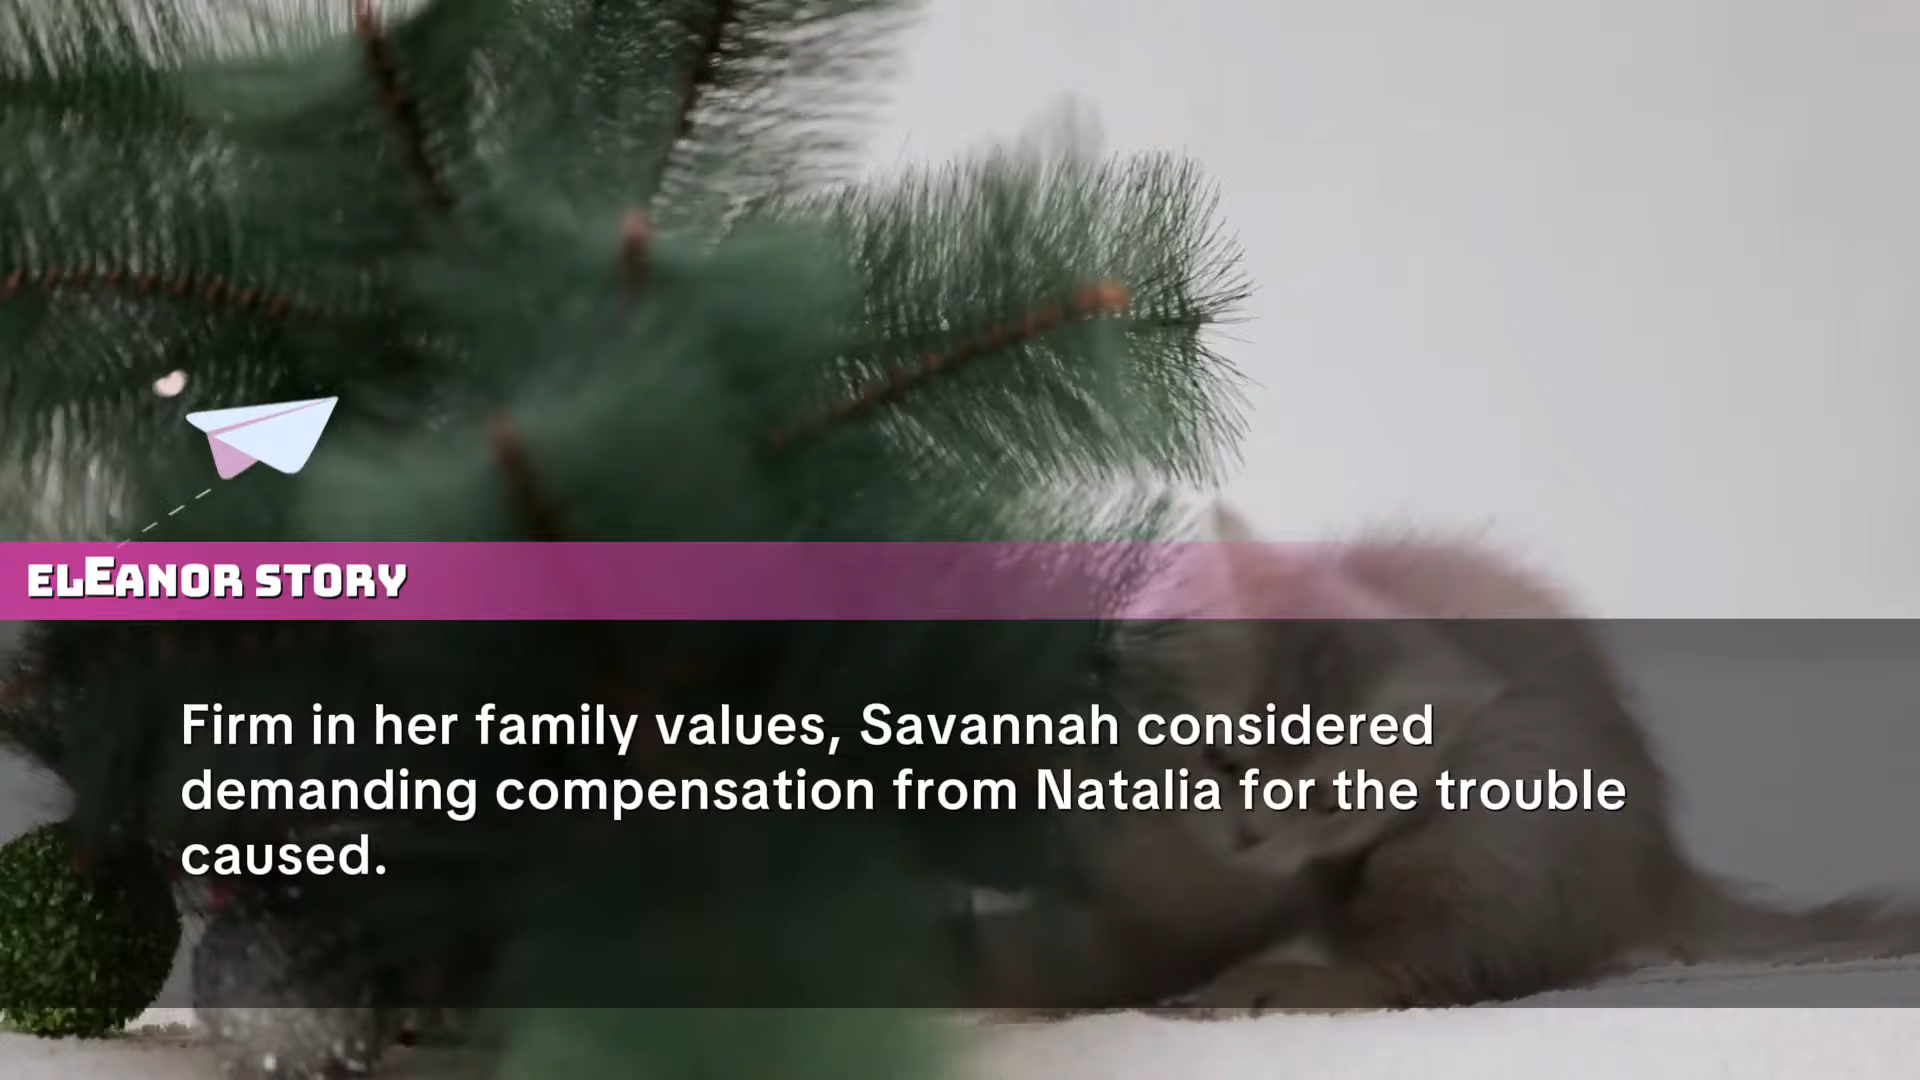 ELEANOR STORY
Firm in her family values, Savannah considered
demanding compensation from Natalia for the trouble
caused.